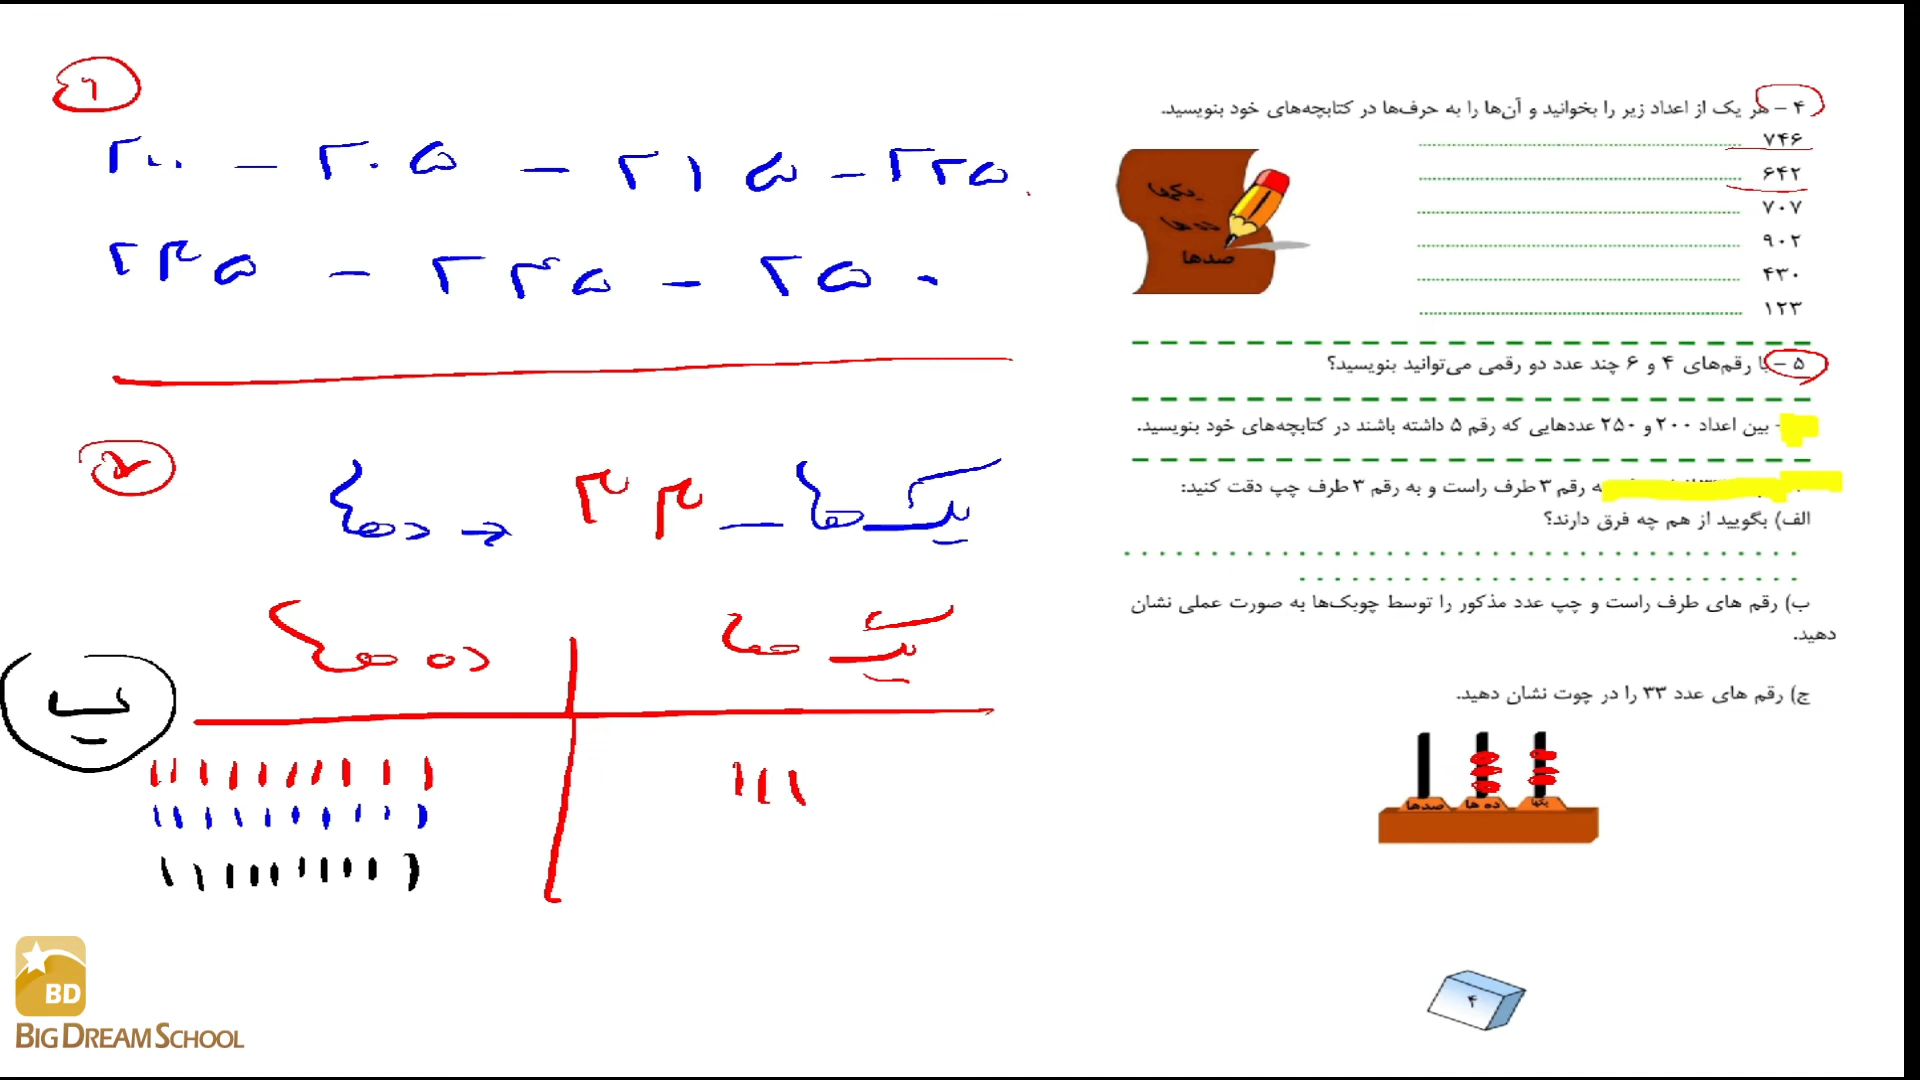 ۶
۲۰۰ – ۲۰۵ – ۲۱۵ – ۲۲۵
۲۳۵ – ۲۴۵ – ۲۵۰
۷
یک ها – ۳۳ → ده ها
یک ها ده ها
ب
۴ – هر یک از اعداد زیر را بخوانید و آن‌ها را به حرف‌ها در کتابچه‌های خود بنویسید.
۷۴۶
۶۴۲
۷۰۷
۹۰۲
۴۳۰
۱۲۳
یکها
ده ها
صدها
۵ – با رقم‌های ۴ و ۶ چند عدد دو رقمی می‌توانید بنویسید؟
- بین اعداد ۲۰۰ و ۲۵۰ عددهایی که رقم ۵ داشته باشند در کتابچه‌های خود بنویسید.
به رقم ۳ طرف راست و به رقم ۳ طرف چپ دقت کنید:
الف) بگویید از هم چه فرق دارند؟
ب) رقم های طرف راست و چپ عدد مذکور را توسط چوبک‌ها به صورت عملی نشان
دهید.
ج) رقم های عدد ۳۳ را در چوت نشان دهید.
یکها ده ها صدها
۴
BD
BIG DREAM SCHOOL